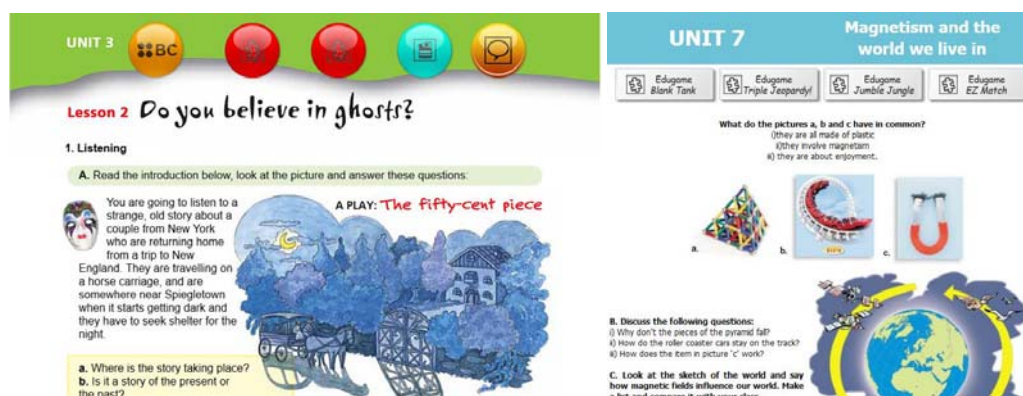 UNIT 3
BC
Lesson 2 Do you believe in ghosts?
1. Listening
A. Read the introduction below, look at the picture and answer these questions:
You are going to listen to a
strange, old story about a
couple from New York
who are returning home
from a trip to New
England. They are travelling on
a horse carriage, and are
somewhere near Spiegletown
when it starts getting dark and
they have to seek shelter for the
night.
A PLAY: The fifty-cent piece
a. Where is the story taking place?
b. Is it a story of the present or
the past?
UNIT 7
Magnetism and the
world we live in
Edugame
Blank Tank
Edugame
Triple Jeopardy!
Edugame
Jumble Jungle
Edugame
EZ Match
What do the pictures a, b and c have in common?
i)they are all made of plastic
ii)they involve magnetism
iii) they are about enjoyment.
a.
b.
c.
B. Discuss the following questions:
i) Why don't the pieces of the pyramid fall?
ii) How do the roller coaster cars stay on the track?
iii) How does the item in picture 'c' work?
C. Look at the sketch of the world and say
how magnetic fields influence our world. Make
a list and compare it with your class